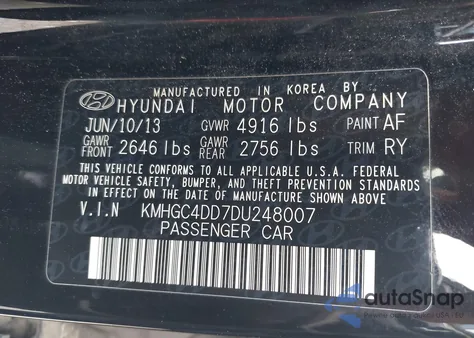 MANUFACTURED IN KOREA BY
HYUNDAI MOTOR COMPANY
JUN/10/13 GVWR 4916 lbs PAINT AF
GAWR FRONT 2646 lbs GAWR REAR 2756 lbs TRIM RY
THIS VEHICLE CONFORMS TO ALL APPLICABLE U.S.A. FEDERAL
MOTOR VEHICLE SAFETY, BUMPER, AND THEFT PREVENTION STANDARDS
IN EFFECT ON THE DATE OF MANUFACTURE SHOWN ABOVE.
V.I.N KMHGC4DD7DU248007
PASSENGER CAR
autoSnap